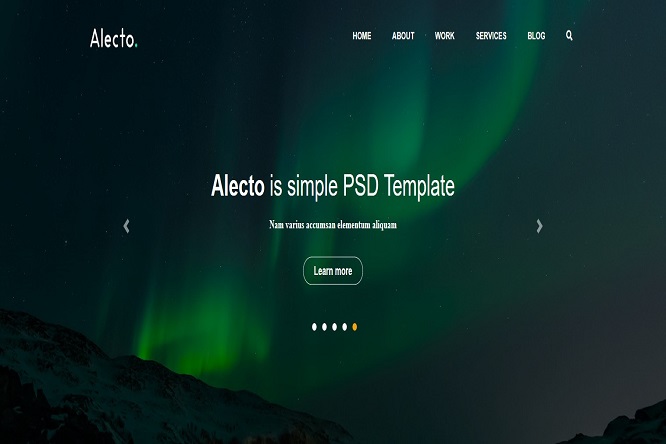 Alecto.
HOME ABOUT WORK SERVICES BLOG
Alecto is simple PSD Template
Nam varius accumsan elementum aliquam
Learn more